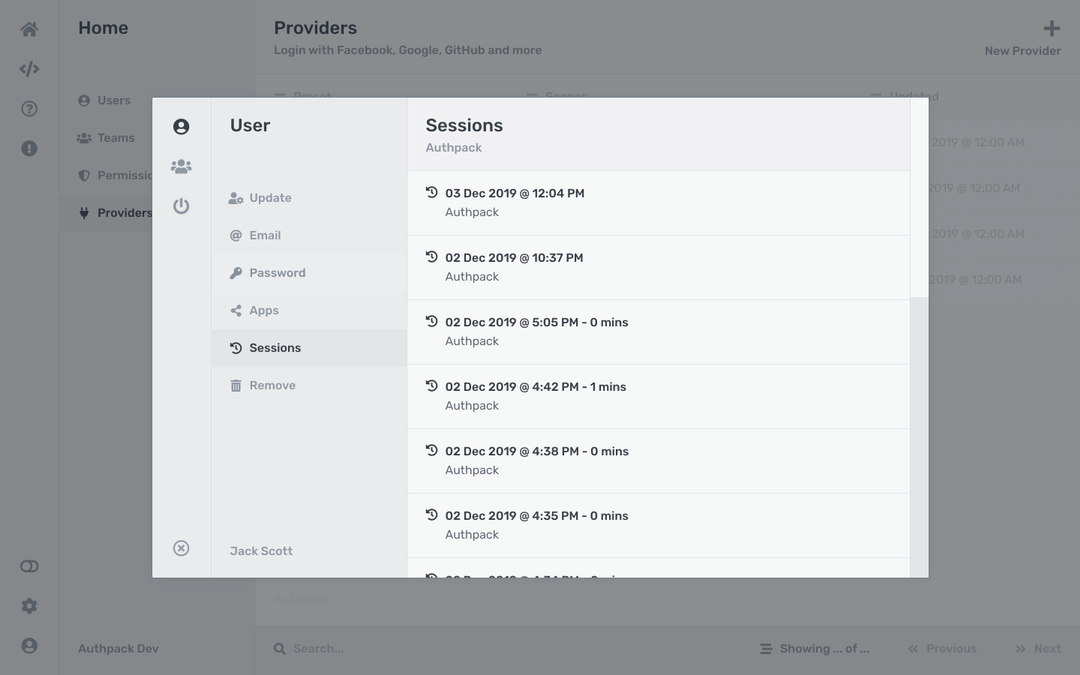 Home
Users
Teams
Providers
Authpack Dev
Providers
Login with Facebook, Google, GitHub and more
New Provider
Preset
Scopes
Updated
2019 @ 12:00 AM
2019 @ 12:00 AM
2019 @ 12:00 AM
2019 @ 12:00 AM
User
Update
Email
Password
Apps
Sessions
Remove
Jack Scott
Sessions
Authpack
03 Dec 2019 @ 12:04 PM
Authpack
02 Dec 2019 @ 10:37 PM
Authpack
02 Dec 2019 @ 5:05 PM - 0 mins
Authpack
02 Dec 2019 @ 4:42 PM - 1 mins
Authpack
02 Dec 2019 @ 4:38 PM - 0 mins
Authpack
02 Dec 2019 @ 4:35 PM - 0 mins
Authpack
Authpack
Search...
Showing ... of ...
Previous
Next